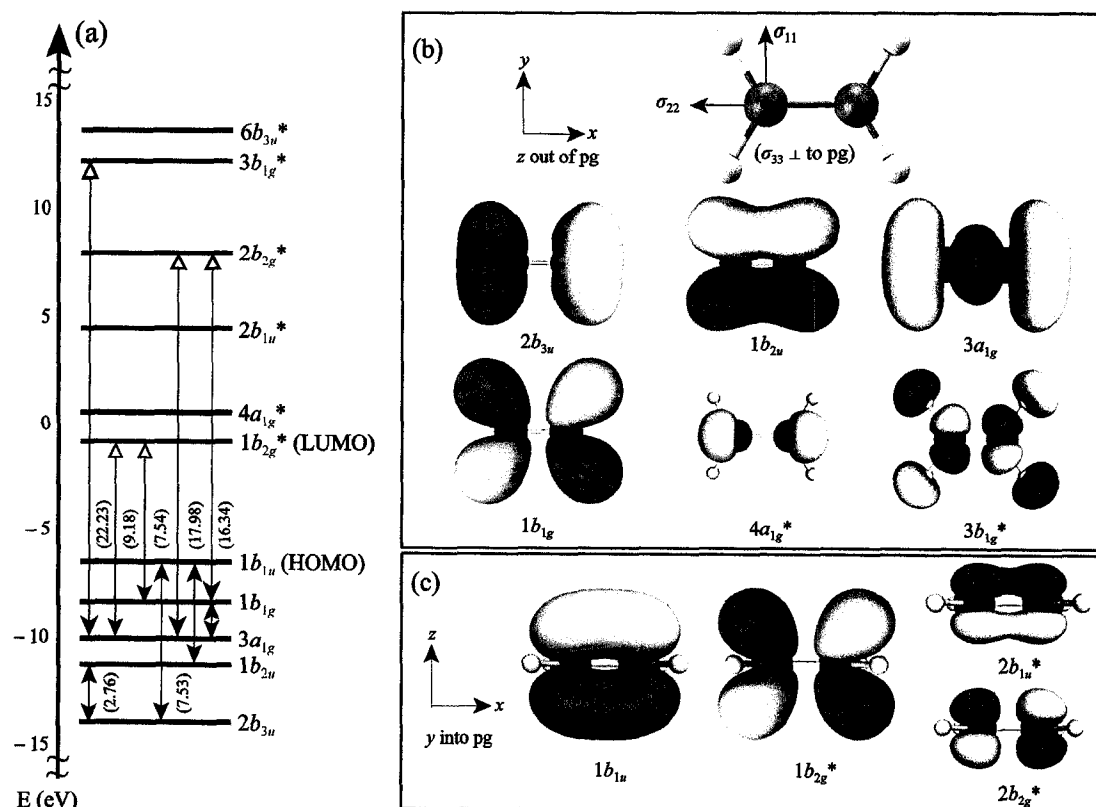 (a)
15
10
5
0
−5
−10
−15
E (eV)
6b₃ᵤ*
3b₁g*
2b₂g*
2b₁ᵤ*
4a₁g*
1b₂g* (LUMO)
(22.23)
(9.18)
(7.54)
(17.98)
(16.34)
1b₁ᵤ (HOMO)
1b₁g
3a₁g
1b₂ᵤ
(2.76)
(7.53)
2b₃ᵤ
(b)
y
x
z out of pg
σ₁₁
σ₂₂
(σ₃₃ ⊥ to pg)
2b₃ᵤ
1b₂ᵤ
3a₁g
1b₁g
4a₁g*
3b₁g*
(c)
z
x
y into pg
1b₁ᵤ
1b₂g*
2b₁ᵤ*
2b₂g*